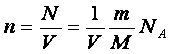 n = N/V = 1/V m/M N_A